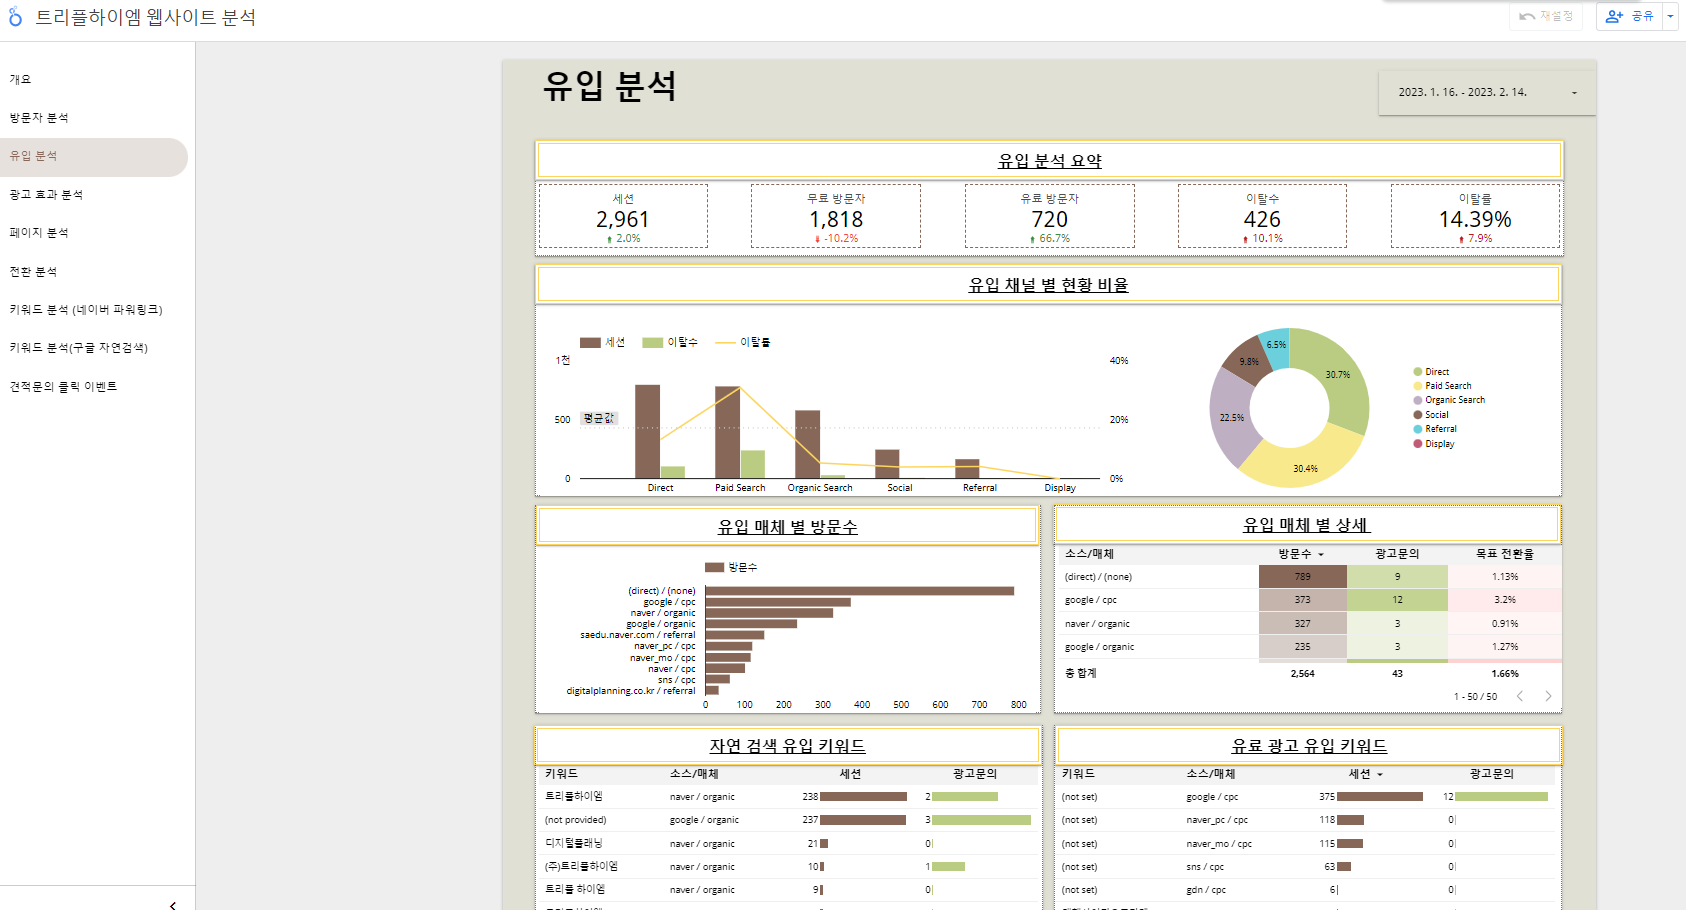 트리플하이엠 웹사이트 분석
재설정
공유
개요
방문자 분석
유입 분석
광고 효과 분석
페이지 분석
전환 분석
키워드 분석 (네이버 파워링크)
키워드 분석(구글 자연검색)
견적문의 클릭 이벤트
유입 분석
2023. 1. 16. - 2023. 2. 14.
유입 분석 요약
세션
2,961
2.0%
무료 방문자
1,818
-10.2%
유료 방문자
720
66.7%
이탈수
426
10.1%
이탈률
14.39%
7.9%
유입 채널 별 현황 비율
세션 이탈수 이탈률
1천 40%
500 평균값 20%
0 0%
Direct Paid Search Organic Search Social Referral Display
6.5%
9.8%
30.7%
22.5%
30.4%
Direct
Paid Search
Organic Search
Social
Referral
Display
유입 매체 별 방문수
방문수
(direct) / (none)
google / cpc
naver / organic
google / organic
saedu.naver.com / referral
naver_pc / cpc
naver_mo / cpc
naver / cpc
sns / cpc
digitalplanning.co.kr / referral
0 100 200 300 400 500 600 700 800
유입 매체 별 상세
소스/매체 방문수 광고문의 목표 전환율
(direct) / (none) 789 9 1.13%
google / cpc 373 12 3.2%
naver / organic 327 3 0.91%
google / organic 235 3 1.27%
총 합계 2,564 43 1.66%
1 - 50 / 50
자연 검색 유입 키워드
키워드 소스/매체 세션 광고문의
트리플하이엠 naver / organic 238 2
(not provided) google / organic 237 3
디지털플래닝 naver / organic 21 0
(주)트리플하이엠 naver / organic 10 1
트리플 하이엠 naver / organic 9 0
유료 광고 유입 키워드
키워드 소스/매체 세션 광고문의
(not set) google / cpc 375 12
(not set) naver_pc / cpc 118 0
(not set) naver_mo / cpc 115 0
(not set) sns / cpc 63 0
(not set) gdn / cpc 6 0